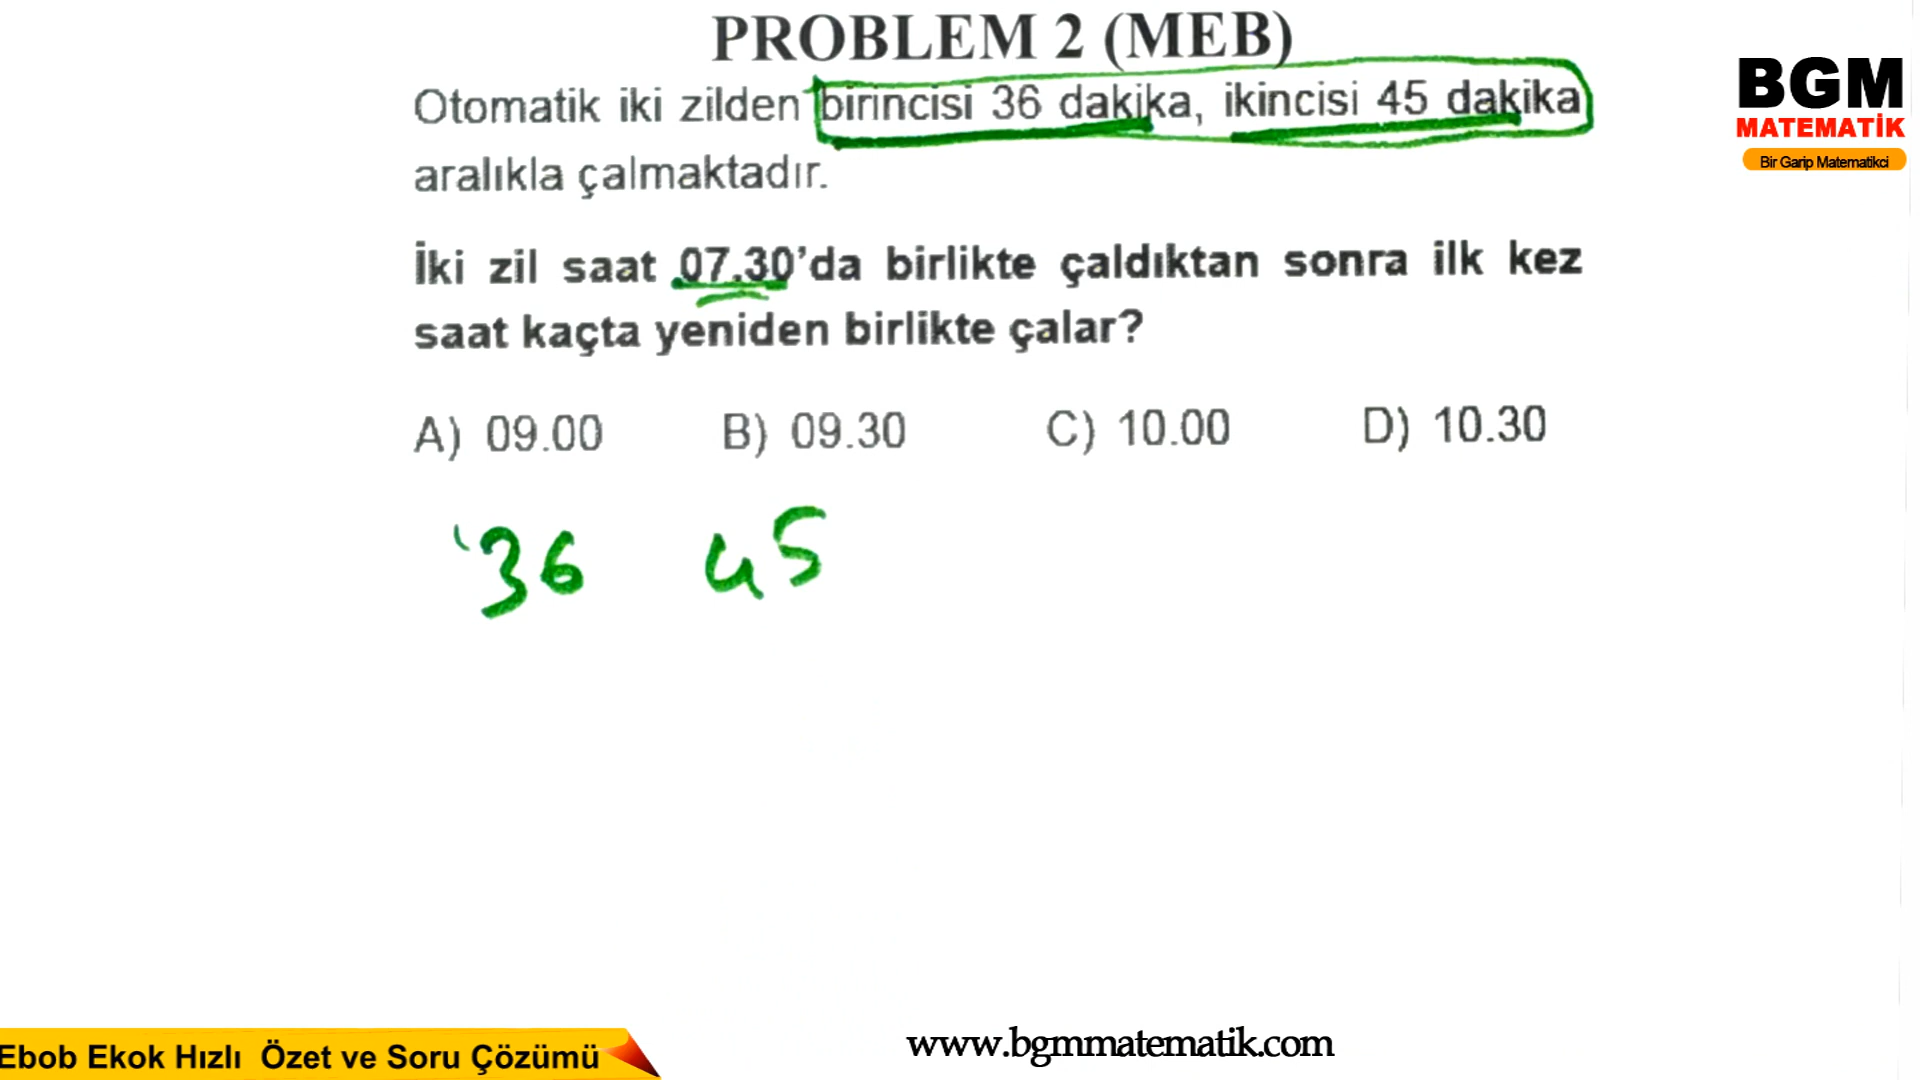 PROBLEM 2 (MEB)
Otomatik iki zilden birincisi 36 dakika, ikincisi 45 dakika
aralıkla çalmaktadır.
İki zil saat 07.30'da birlikte çaldıktan sonra ilk kez
saat kaçta yeniden birlikte çalar?
A) 09.00 B) 09.30 C) 10.00 D) 10.30
36 45
BGM
MATEMATİK
Bir Garip Matematikci
Ebob Ekok Hızlı Özet ve Soru Çözümü
www.bgmmatematik.com